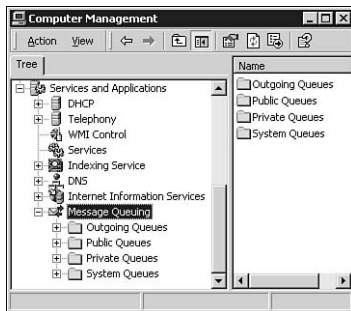 Computer Management
Action View
Tree
Services and Applications
DHCP
Telephony
WMI Control
Services
Indexing Service
DNS
Internet Information Services
Message Queuing
Outgoing Queues
Public Queues
Private Queues
System Queues
Name
Outgoing Queues
Public Queues
Private Queues
System Queues